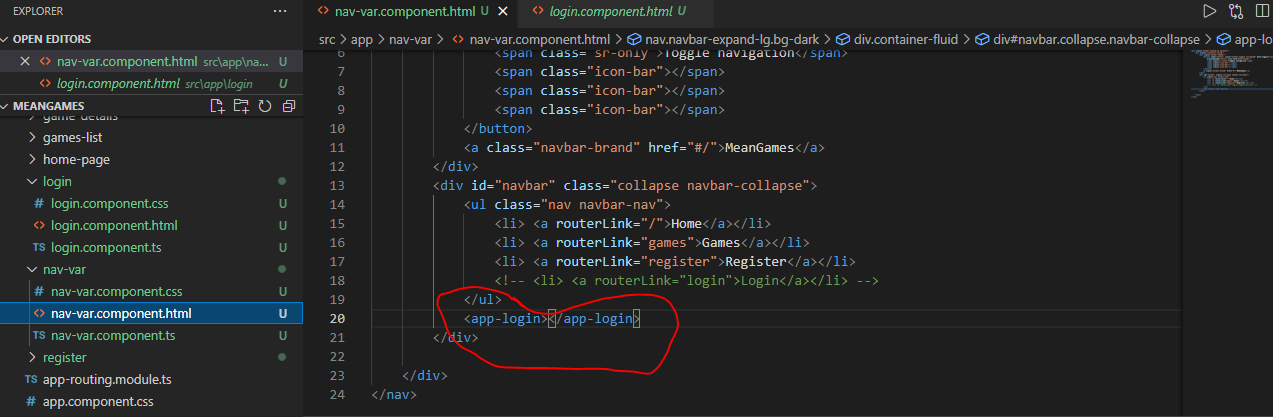 EXPLORER ...
OPEN EDITORS
nav-var.component.html src\app\na... U
login.component.html src\app\login U
MEANGAMES
game-details
games-list
home-page
login
login.component.css U
login.component.html U
TS login.component.ts U
nav-var
nav-var.component.css U
nav-var.component.html U
TS nav-var.component.ts U
register
TS app-routing.module.ts
app.component.css
nav-var.component.html U
login.component.html U
src > app > nav-var > nav-var.component.html > nav.navbar-expand-lg.bg-dark > div.container-fluid > div#navbar.collapse.navbar-collapse > app-lo
6 <span class="sr-only">Toggle navigation</span>
7 <span class="icon-bar"></span>
8 <span class="icon-bar"></span>
9 <span class="icon-bar"></span>
10 </button>
11 <a class="navbar-brand" href="#/">MeanGames</a>
12 </div>
13 <div id="navbar" class="collapse navbar-collapse">
14 <ul class="nav navbar-nav">
15 <li> <a routerLink="/">Home</a></li>
16 <li> <a routerLink="games">Games</a></li>
17 <li> <a routerLink="register">Register</a></li>
18 <!-- <li> <a routerLink="login">Login</a></li> -->
19 </ul>
20 <app-login></app-login>
21 </div>
22
23 </div>
24 </nav>